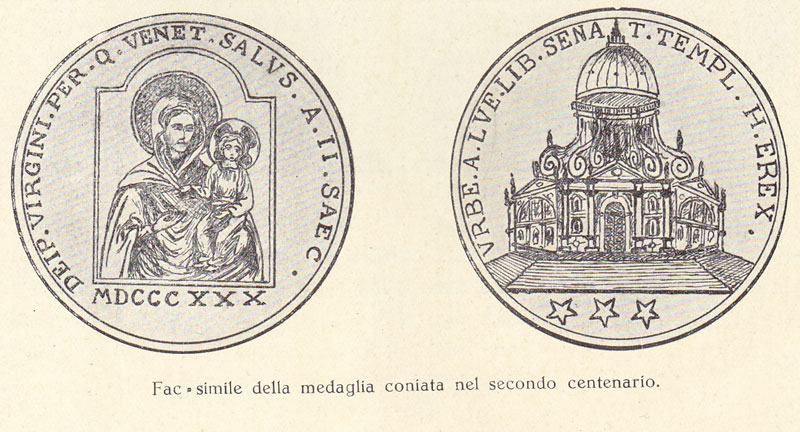 DEIP. VIRGINI. PER. Q. VENET. SALVS. A. II. SAEC.
MDCCCXXX
VRBE. A. LVE. LIB. SENA T. TEMPL. H. EREX.
Fac-simile della medaglia coniata nel secondo centenario.